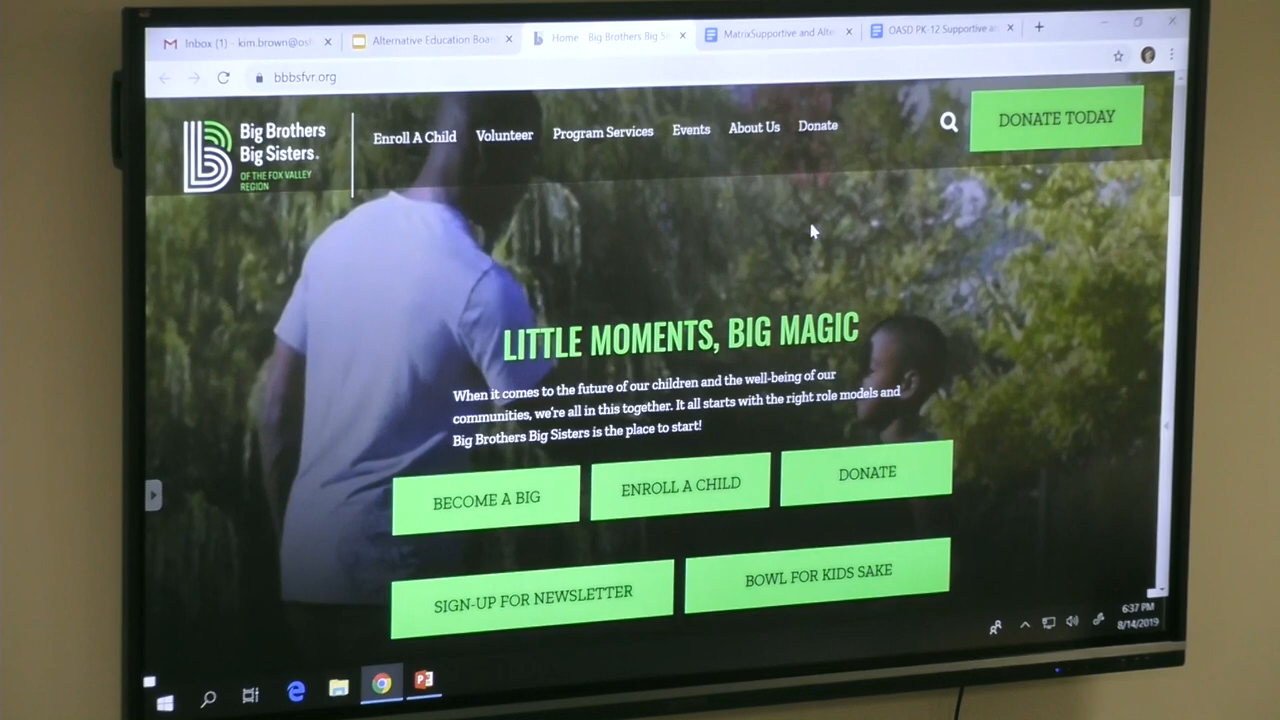 Inbox (1) - kim.brown@os
Alternative Education Boar
Home - Big Brothers Big Si
MatrixSupportive and Alte
OASD PK-12 Supportive a
bbbsfvr.org
Big Brothers
Big Sisters.
OF THE FOX VALLEY
REGION
Enroll A Child
Volunteer
Program Services
Events
About Us
Donate
DONATE TODAY
LITTLE MOMENTS, BIG MAGIC
When it comes to the future of our children and the well-being of our
communities, we're all in this together. It all starts with the right role models and
Big Brothers Big Sisters is the place to start!
BECOME A BIG
ENROLL A CHILD
DONATE
SIGN-UP FOR NEWSLETTER
BOWL FOR KIDS SAKE
6:37 PM
8/14/2019